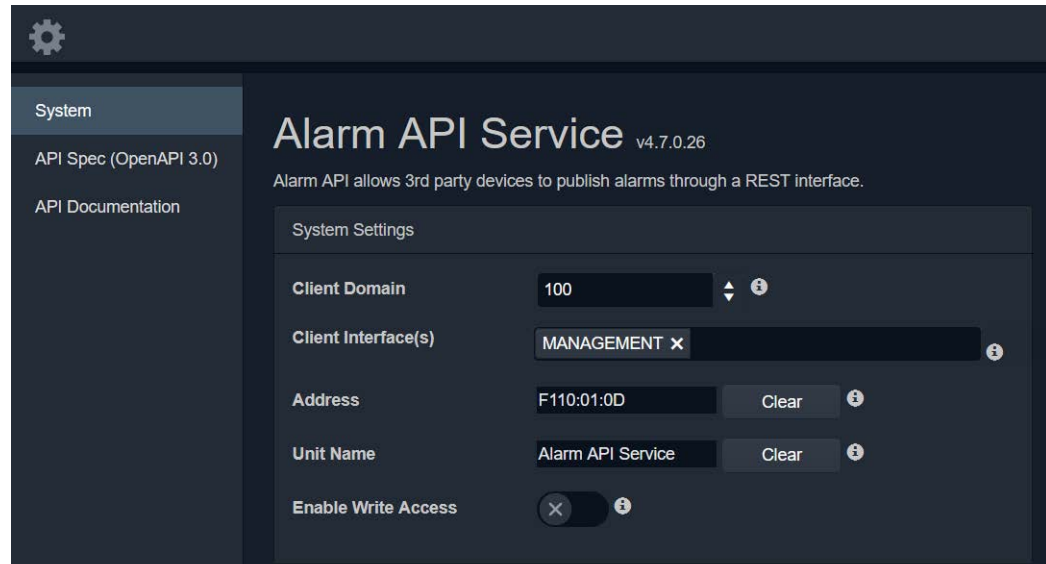 System
API Spec (OpenAPI 3.0)
API Documentation
Alarm API Service v4.7.0.26
Alarm API allows 3rd party devices to publish alarms through a REST interface.
System Settings
Client Domain 100
Client Interface(s) MANAGEMENT
Address F110:01:0D Clear
Unit Name Alarm API Service Clear
Enable Write Access